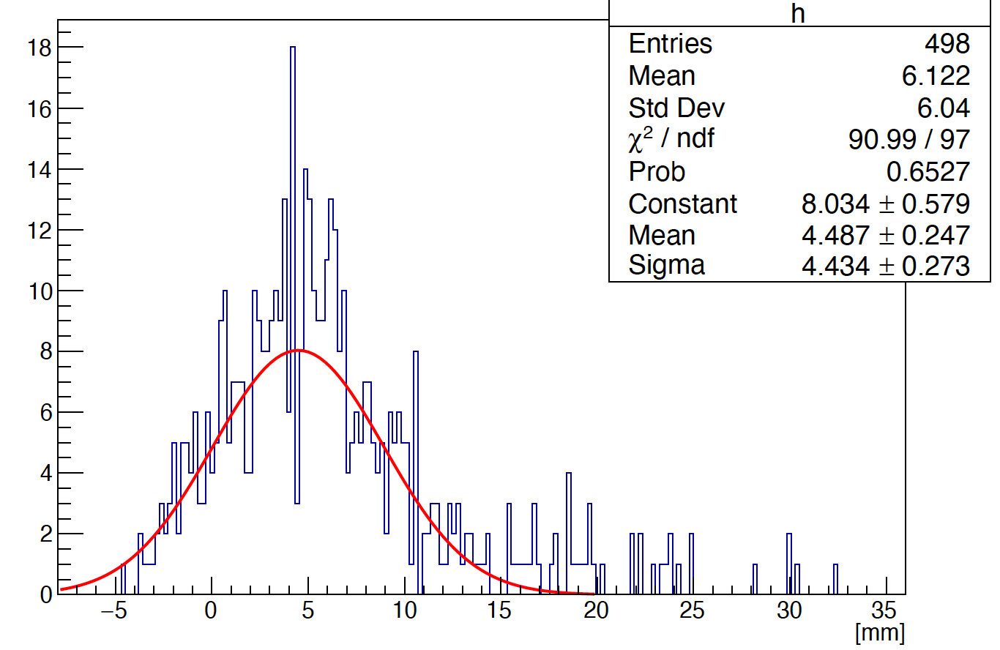 h
Entries 498
Mean 6.122
Std Dev 6.04
χ² / ndf 90.99 / 97
Prob 0.6527
Constant 8.034 ± 0.579
Mean 4.487 ± 0.247
Sigma 4.434 ± 0.273
18
16
14
12
10
8
6
4
2
0
−5 0 5 10 15 20 25 30 35
[mm]